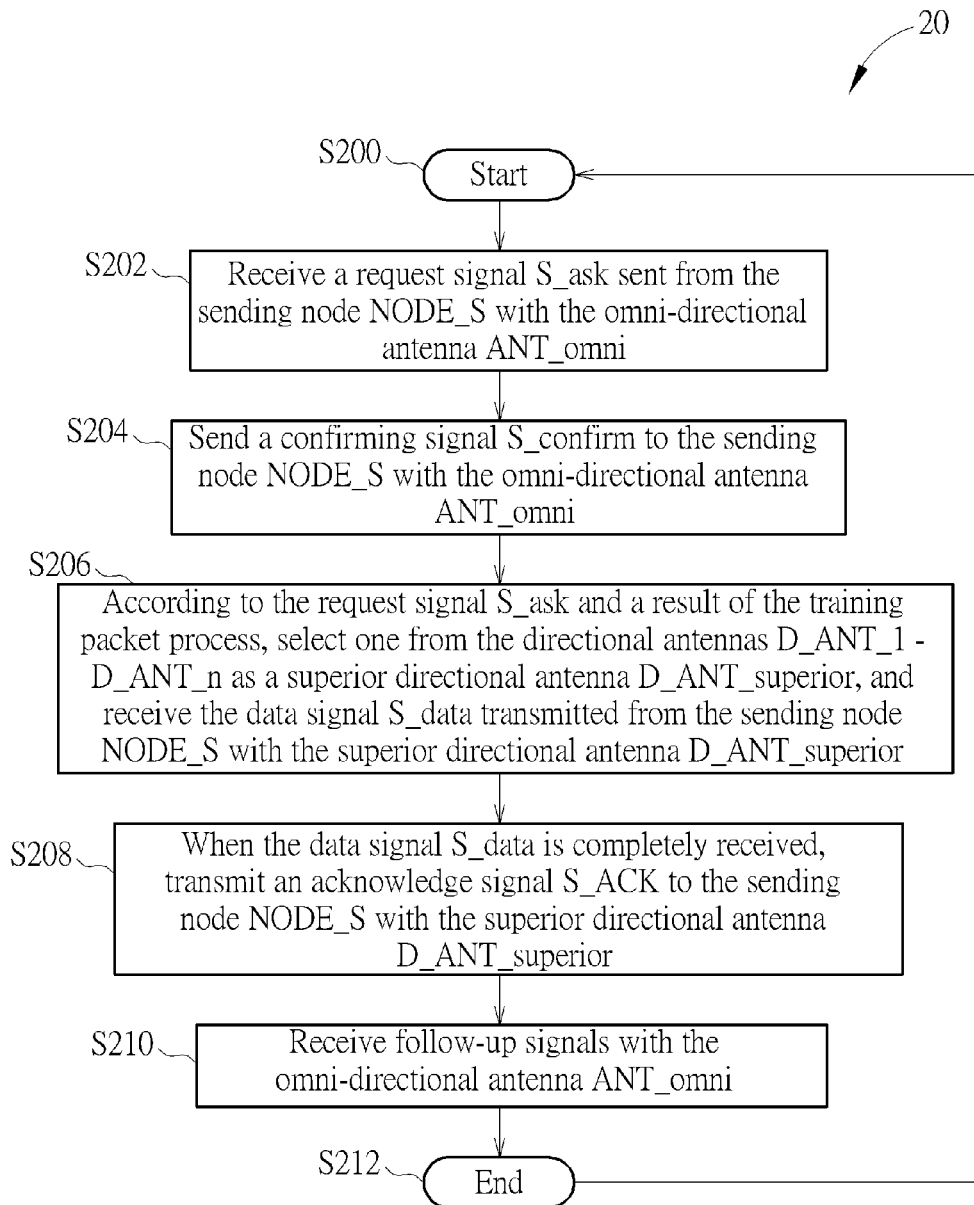 20
S200
Start
S202
Receive a request signal S_ask sent from the
sending node NODE_S with the omni-directional
antenna ANT_omni
S204
Send a confirming signal S_confirm to the sending
node NODE_S with the omni-directional antenna
ANT_omni
S206
According to the request signal S_ask and a result of the training
packet process, select one from the directional antennas D_ANT_1 -
D_ANT_n as a superior directional antenna D_ANT_superior, and
receive the data signal S_data transmitted from the sending node
NODE_S with the superior directional antenna D_ANT_superior
S208
When the data signal S_data is completely received,
transmit an acknowledge signal S_ACK to the sending
node NODE_S with the superior directional antenna
D_ANT_superior
S210
Receive follow-up signals with the
omni-directional antenna ANT_omni
S212
End